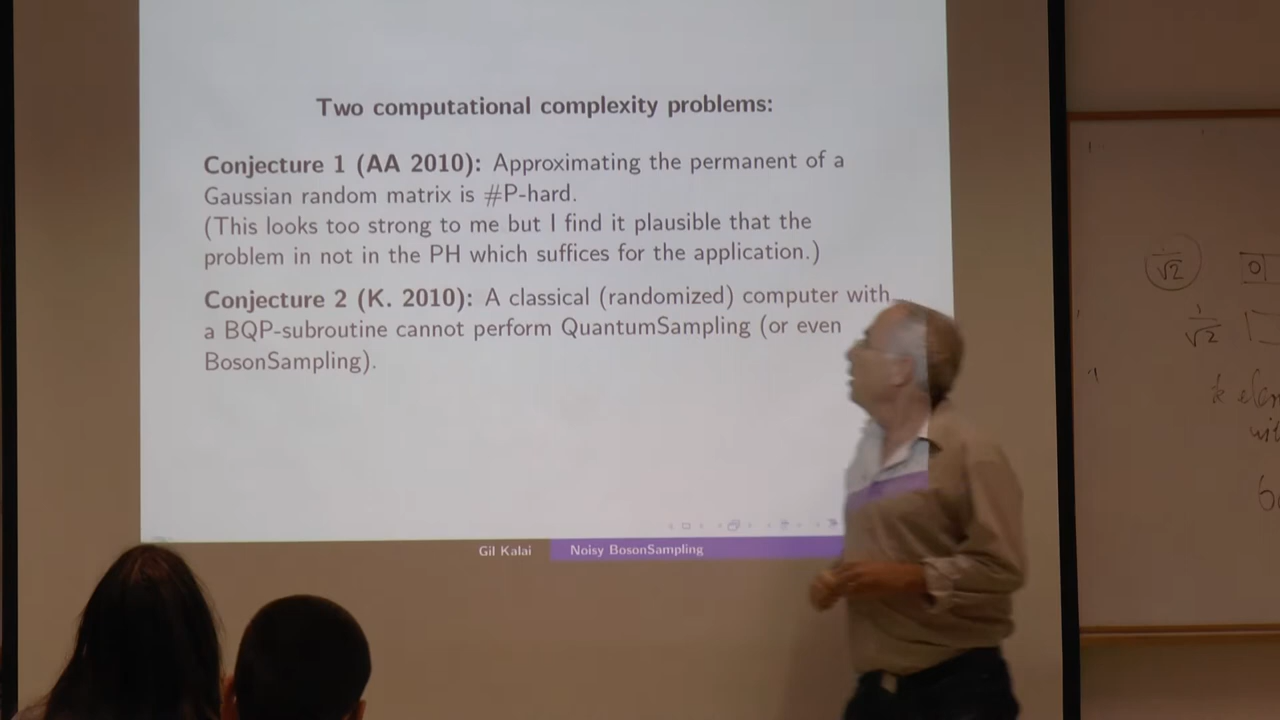 Two computational complexity problems:
Conjecture 1 (AA 2010): Approximating the permanent of a
Gaussian random matrix is #P-hard.
(This looks too strong to me but I find it plausible that the
problem in not in the PH which suffices for the application.)
Conjecture 2 (K. 2010): A classical (randomized) computer with
a BQP-subroutine cannot perform QuantumSampling (or even
BosonSampling).
Gil Kalai Noisy BosonSampling
√2 0
1/√2